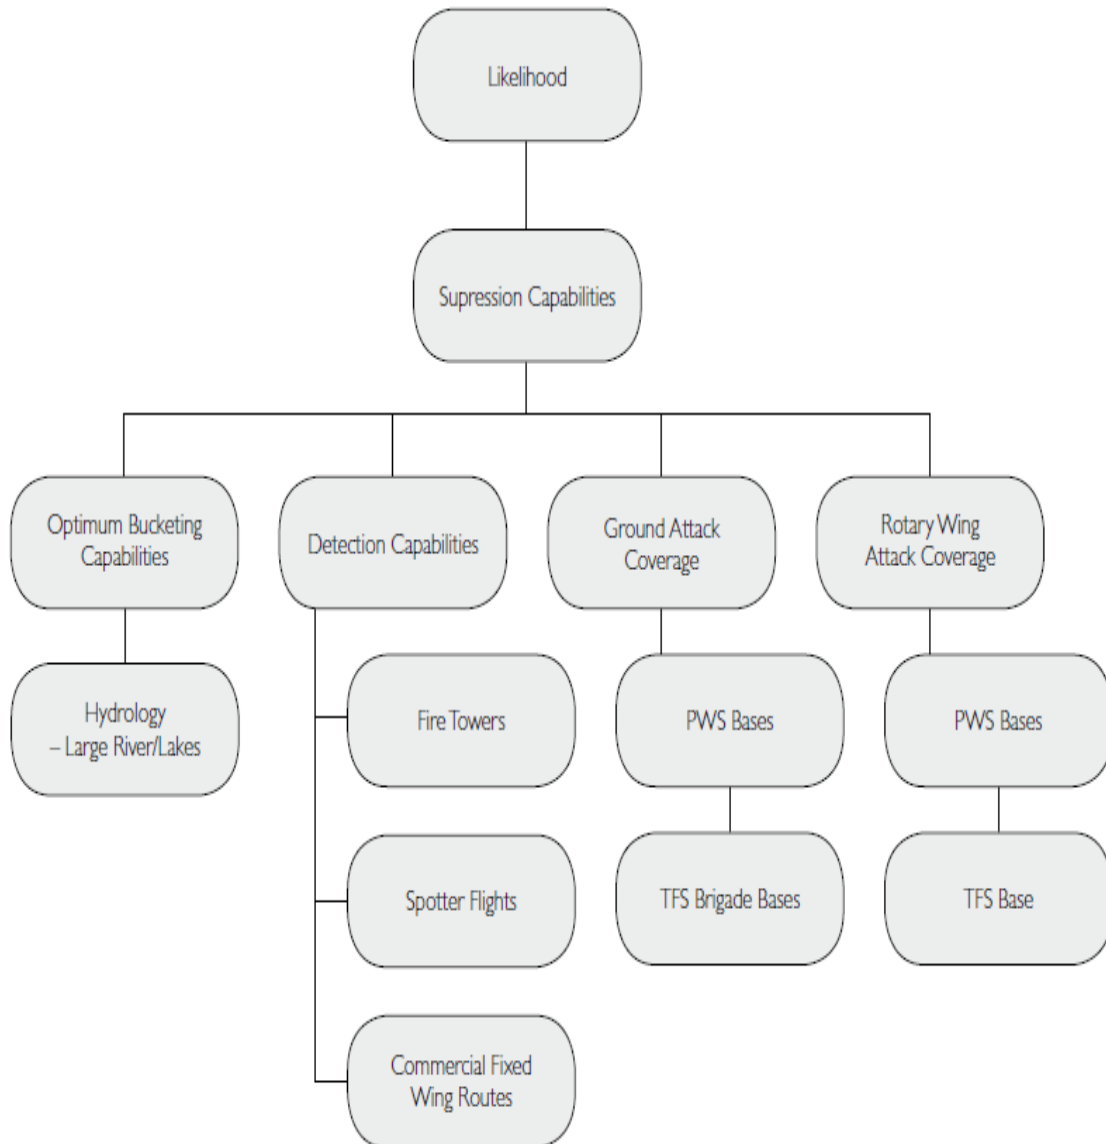 Likelihood
Supression Capabilities
Optimum Bucketing
Capabilities
Detection Capabilities
Ground Attack
Coverage
Rotary Wing
Attack Coverage
Hydrology
– Large River/Lakes
Fire Towers
PWS Bases
PWS Bases
Spotter Flights
TFS Brigade Bases
TFS Base
Commercial Fixed
Wing Routes